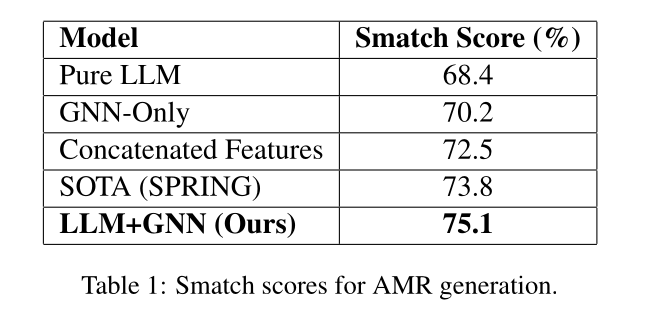 Model Smatch Score (%)
Pure LLM 68.4
GNN-Only 70.2
Concatenated Features 72.5
SOTA (SPRING) 73.8
LLM+GNN (Ours) 75.1
Table 1: Smatch scores for AMR generation.